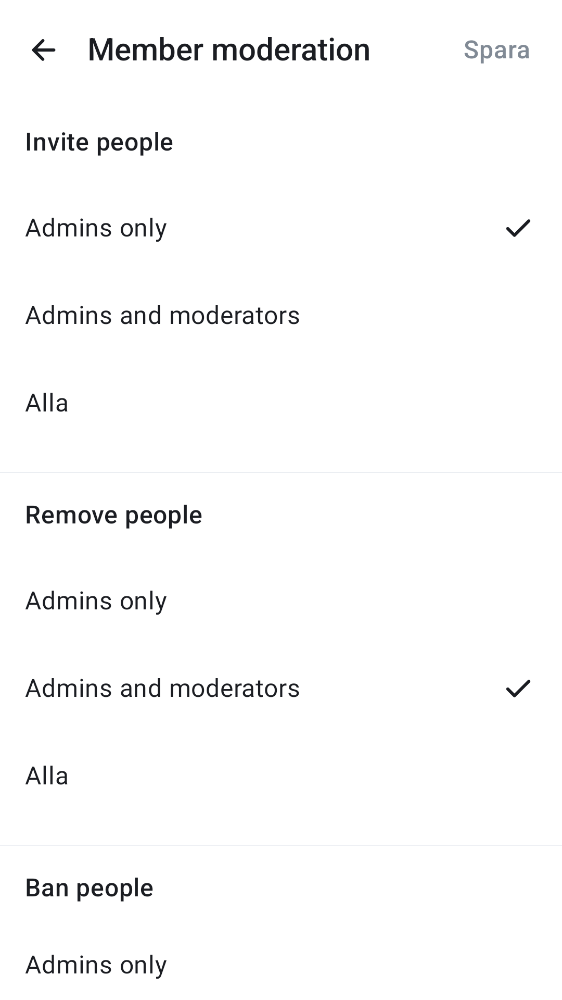 Member moderation
Spara
Invite people
Admins only
Admins and moderators
Alla
Remove people
Admins only
Admins and moderators
Alla
Ban people
Admins only